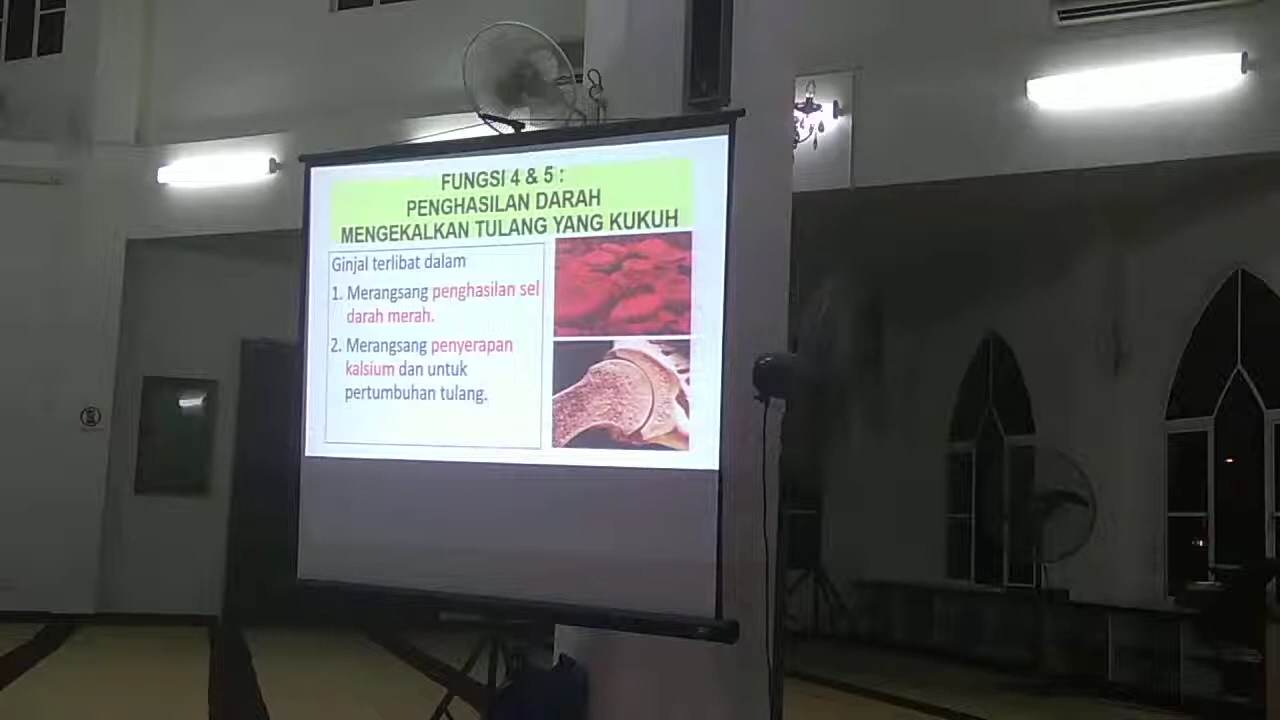 FUNGSI 4 & 5 :
PENGHASILAN DARAH
MENGEKALKAN TULANG YANG KUKUH
Ginjal terlibat dalam
1. Merangsang penghasilan sel
darah merah.
2. Merangsang penyerapan
kalsium dan untuk
pertumbuhan tulang.